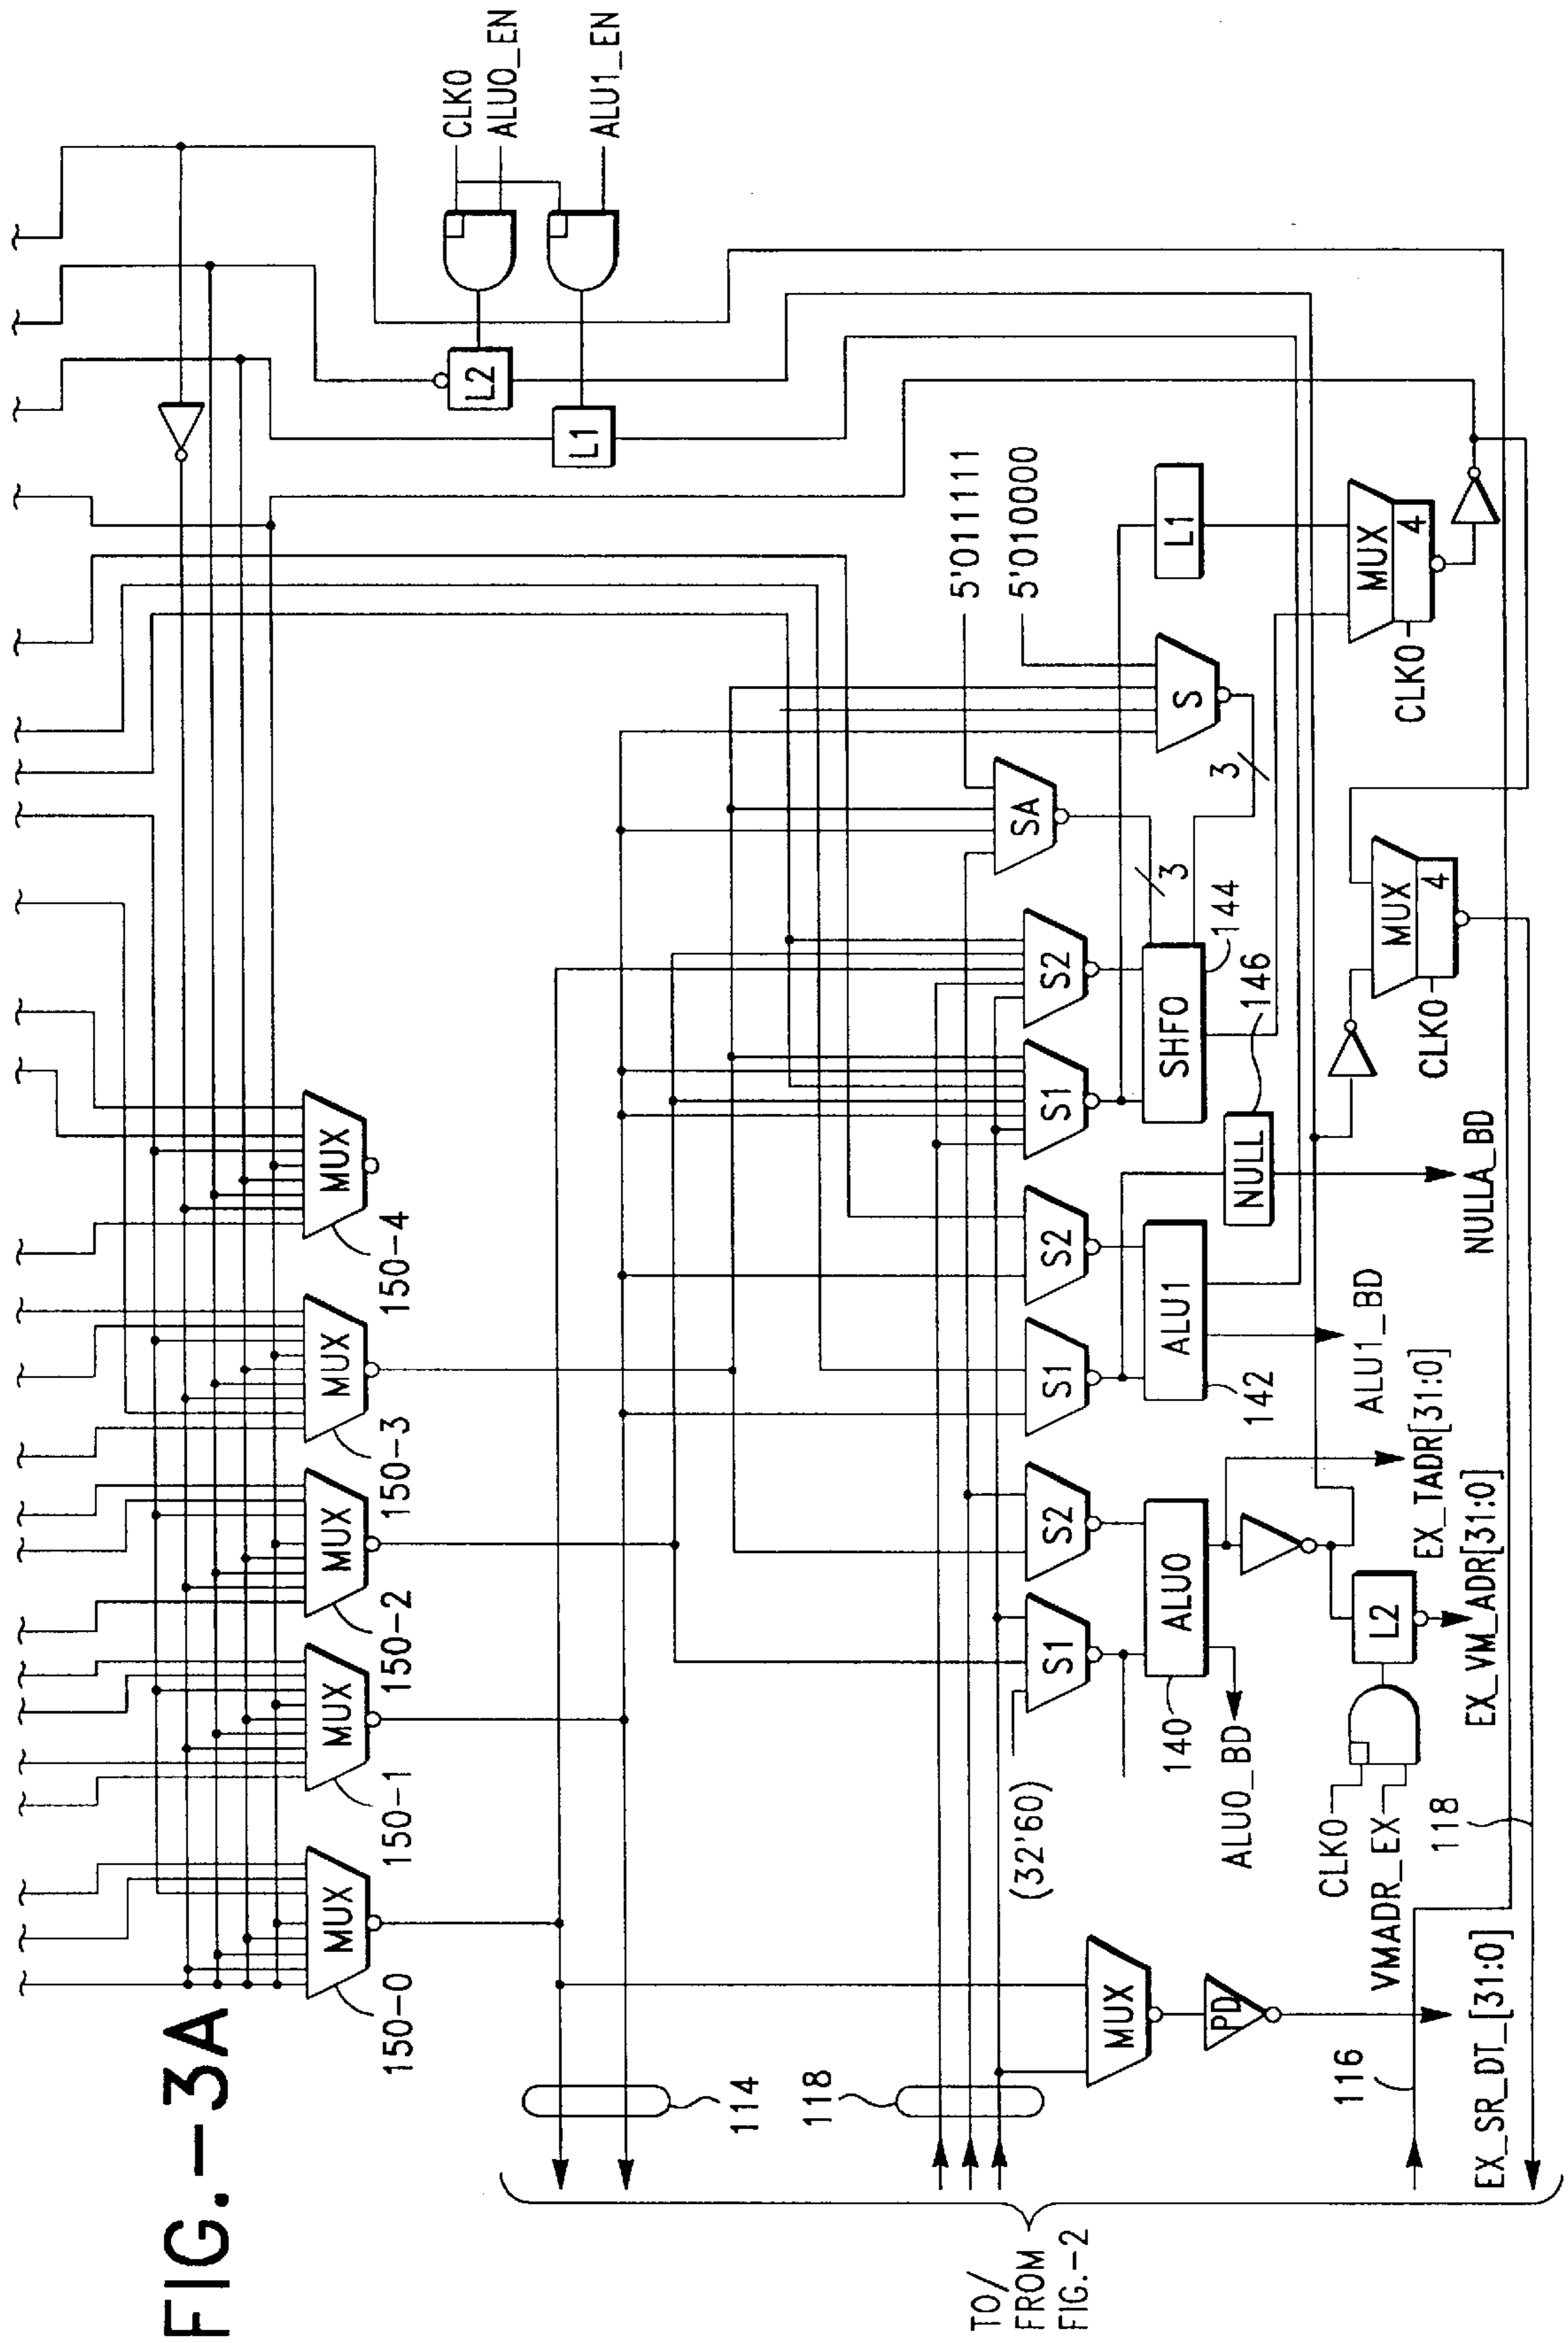 FIG.-3A
MUX
MUX
MUX
MUX
MUX
150-0
150-1
150-2
150-3
150-4
CLK0
ALU0_EN
ALU1_EN
L2
L1
114
118
TO/
FROM
FIG.-2
(32'60)
5'011111
5'010000
SA
S
3
3
S1
S2
S1
S2
S1
S2
L1
MUX
PD
ALU0
140
ALU0_BD
ALU1
142
ALU1_BD
NULL
146
NULLA_BD
SHF0
144
MUX
4
CLK0
MUX
4
CLK0
L2
CLK0
VMADR_EX
EX_TADR[31:0]
EX_VM_ADR[31:0]
116
118
EX_SR_DT_[31:0]